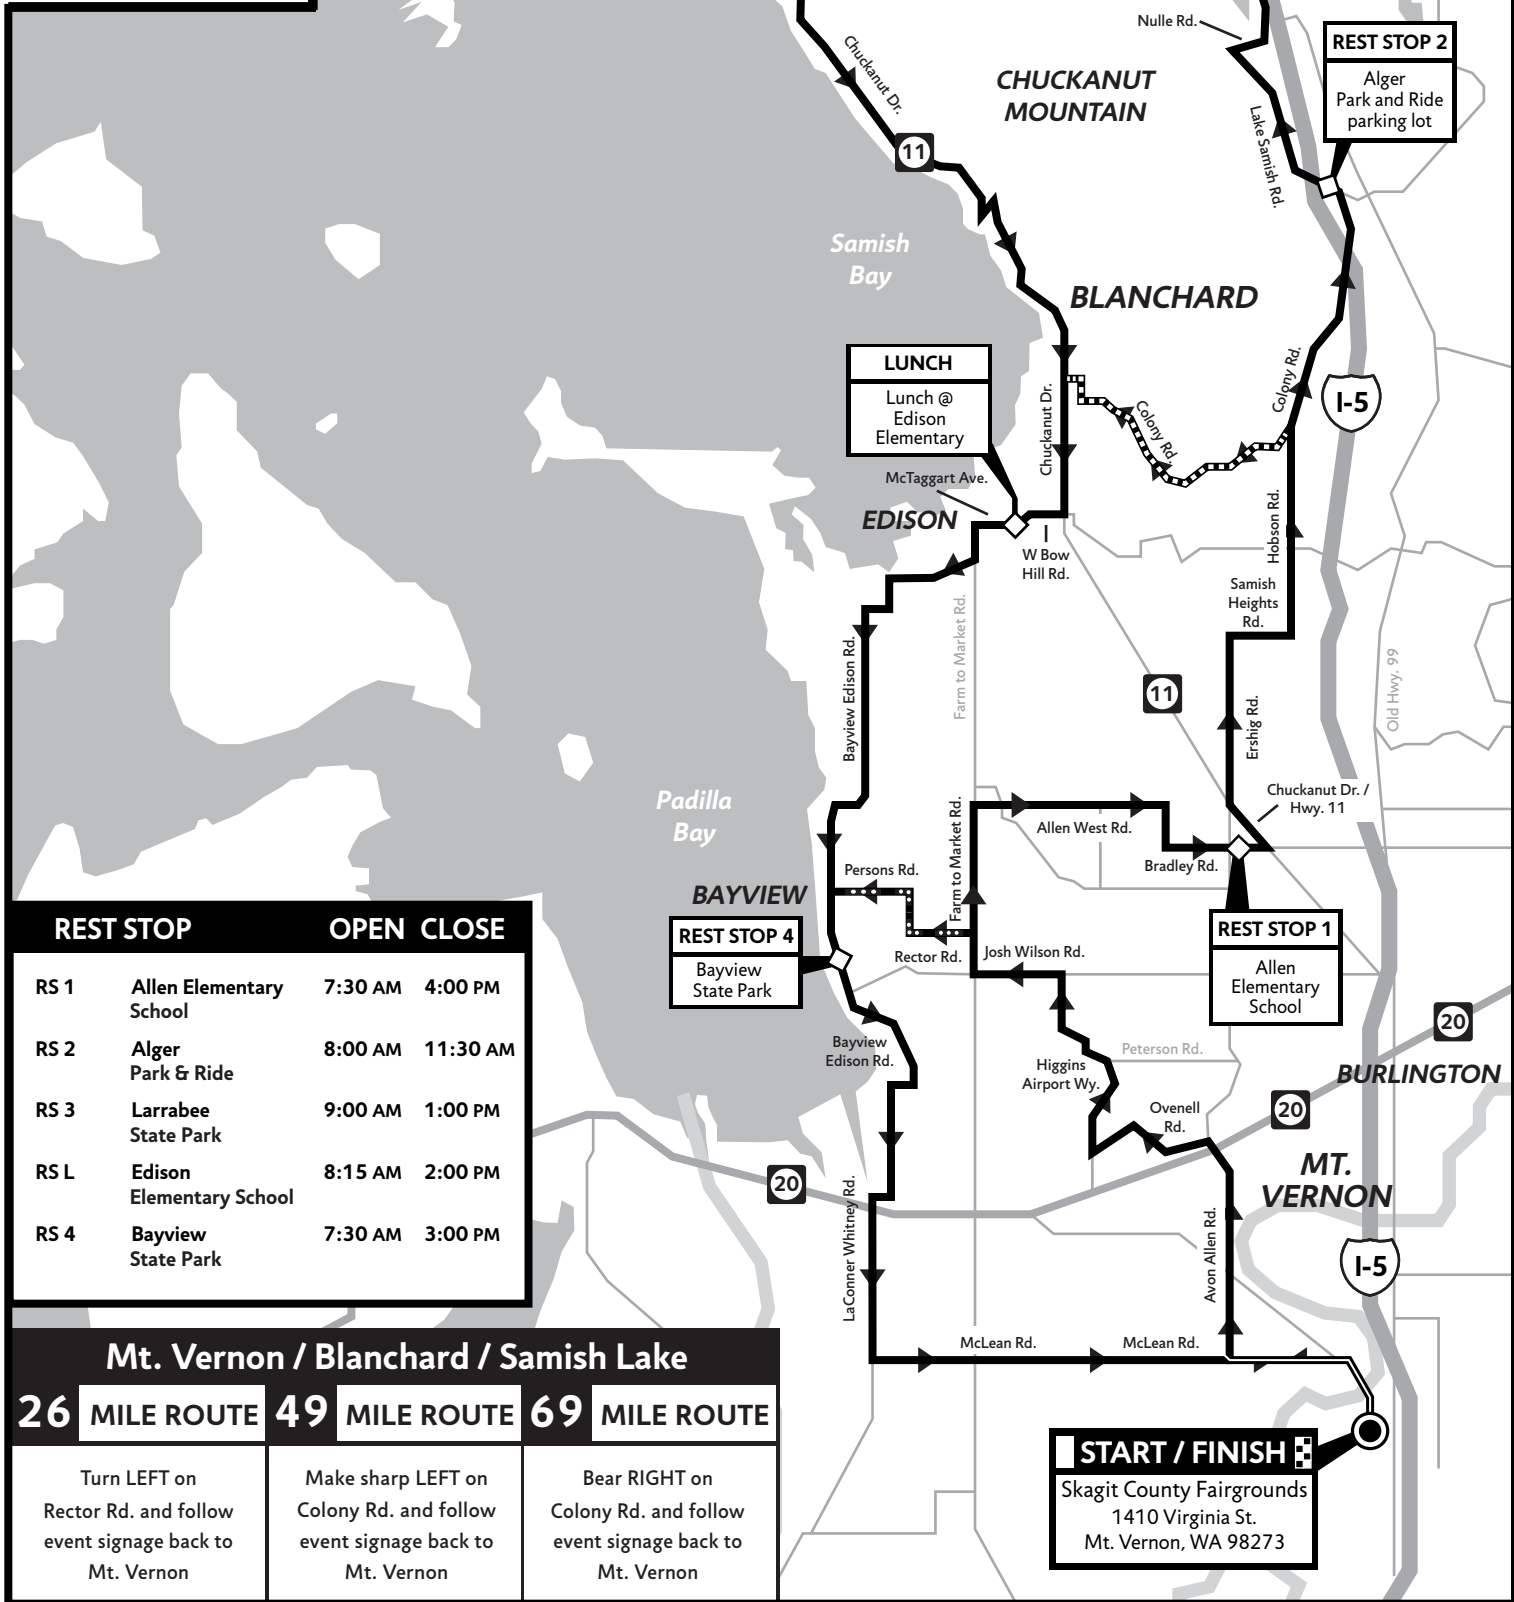 Nulle Rd.
REST STOP 2
Alger
Park and Ride
parking lot
Chuckanut Dr.
CHUCKANUT
MOUNTAIN
11
Lake Samish Rd.
Samish
Bay
BLANCHARD
LUNCH
Lunch @
Edison
Elementary
Chuckanut Dr.
Colony Rd.
Colony Rd.
I-5
McTaggart Ave.
EDISON
W Bow
Hill Rd.
Hobson Rd.
Samish
Heights
Rd.
Bayview Edison Rd.
Farm to Market Rd.
11
Ershig Rd.
Old Hwy. 99
Padilla
Bay
Chuckanut Dr. /
Hwy. 11
Farm to Market Rd.
Allen West Rd.
Bradley Rd.
Persons Rd.
BAYVIEW
REST STOP 4
Bayview
State Park
Rector Rd.
Josh Wilson Rd.
REST STOP 1
Allen
Elementary
School
20
Bayview
Edison Rd.
Peterson Rd.
Higgins
Airport Wy.
BURLINGTON
Ovenell
Rd.
20
MT.
VERNON
20
LaConner Whitney Rd.
Avon Allen Rd.
I-5
McLean Rd.
McLean Rd.
START / FINISH
Skagit County Fairgrounds
1410 Virginia St.
Mt. Vernon, WA 98273
REST STOP OPEN CLOSE
RS 1 Allen Elementary 7:30 AM 4:00 PM
School
RS 2 Alger 8:00 AM 11:30 AM
Park & Ride
RS 3 Larrabee 9:00 AM 1:00 PM
State Park
RS L Edison 8:15 AM 2:00 PM
Elementary School
RS 4 Bayview 7:30 AM 3:00 PM
State Park
Mt. Vernon / Blanchard / Samish Lake
26 MILE ROUTE 49 MILE ROUTE 69 MILE ROUTE
Turn LEFT on
Rector Rd. and follow
event signage back to
Mt. Vernon
Make sharp LEFT on
Colony Rd. and follow
event signage back to
Mt. Vernon
Bear RIGHT on
Colony Rd. and follow
event signage back to
Mt. Vernon